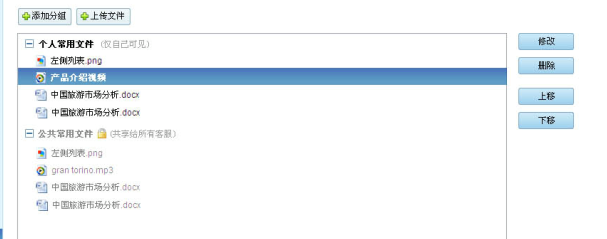 添加分组 上传文件
个人常用文件 (仅自己可见)
左侧列表.png
产品介绍视频
中国旅游市场分析.docx
中国旅游市场分析.docx
公共常用文件 (共享给所有客服)
左侧列表.png
gran torino.mp3
中国旅游市场分析.docx
中国旅游市场分析.docx
修改
删除
上移
下移